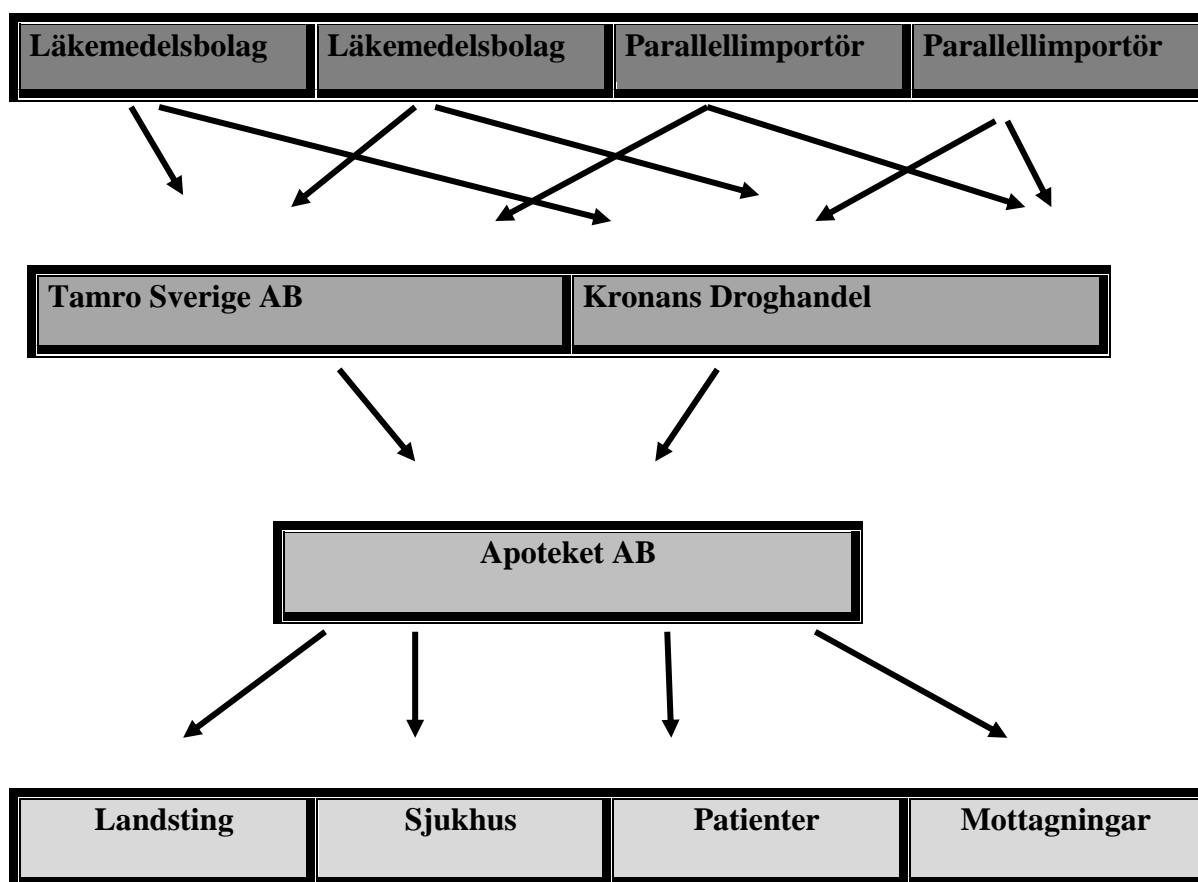 Läkemedelsbolag Läkemedelsbolag Parallellimportör Parallellimportör
Tamro Sverige AB Kronans Droghandel
Apoteket AB
Landsting Sjukhus Patienter Mottagningar